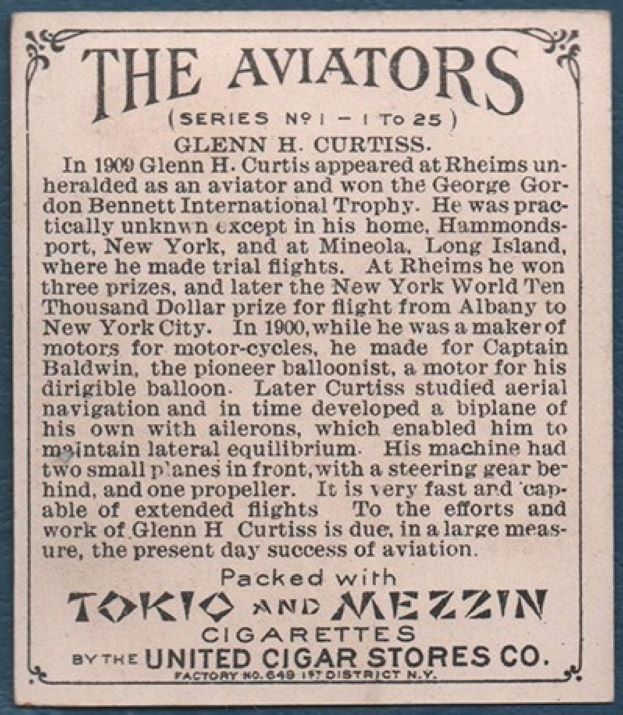 THE AVIATORS
(SERIES Nº 1 – 1 TO 25)
GLENN H. CURTISS.
In 1909 Glenn H. Curtis appeared at Rheims un-
heralded as an aviator and won the George Gor-
don Bennett International Trophy. He was prac-
tically unknwn except in his home, Hammonds-
port, New York, and at Mineola, Long Island,
where he made trial flights. At Rheims he won
three prizes, and later the New York World Ten
Thousand Dollar prize for flight from Albany to
New York City. In 1900, while he was a maker of
motors for motor-cycles, he made for Captain
Baldwin, the pioneer balloonist, a motor for his
dirigible balloon. Later Curtiss studied aerial
navigation and in time developed a biplane of
his own with ailerons, which enabled him to
maintain lateral equilibrium. His machine had
two small planes in front, with a steering gear be-
hind, and one propeller. It is very fast and cap-
able of extended flights To the efforts and
work of Glenn H Curtiss is due, in a large meas-
ure, the present day success of aviation.
Packed with
TOKIO AND MEZZIN
CIGARETTES
BY THE UNITED CIGAR STORES CO.
FACTORY NO. 649 1ST DISTRICT N.Y.